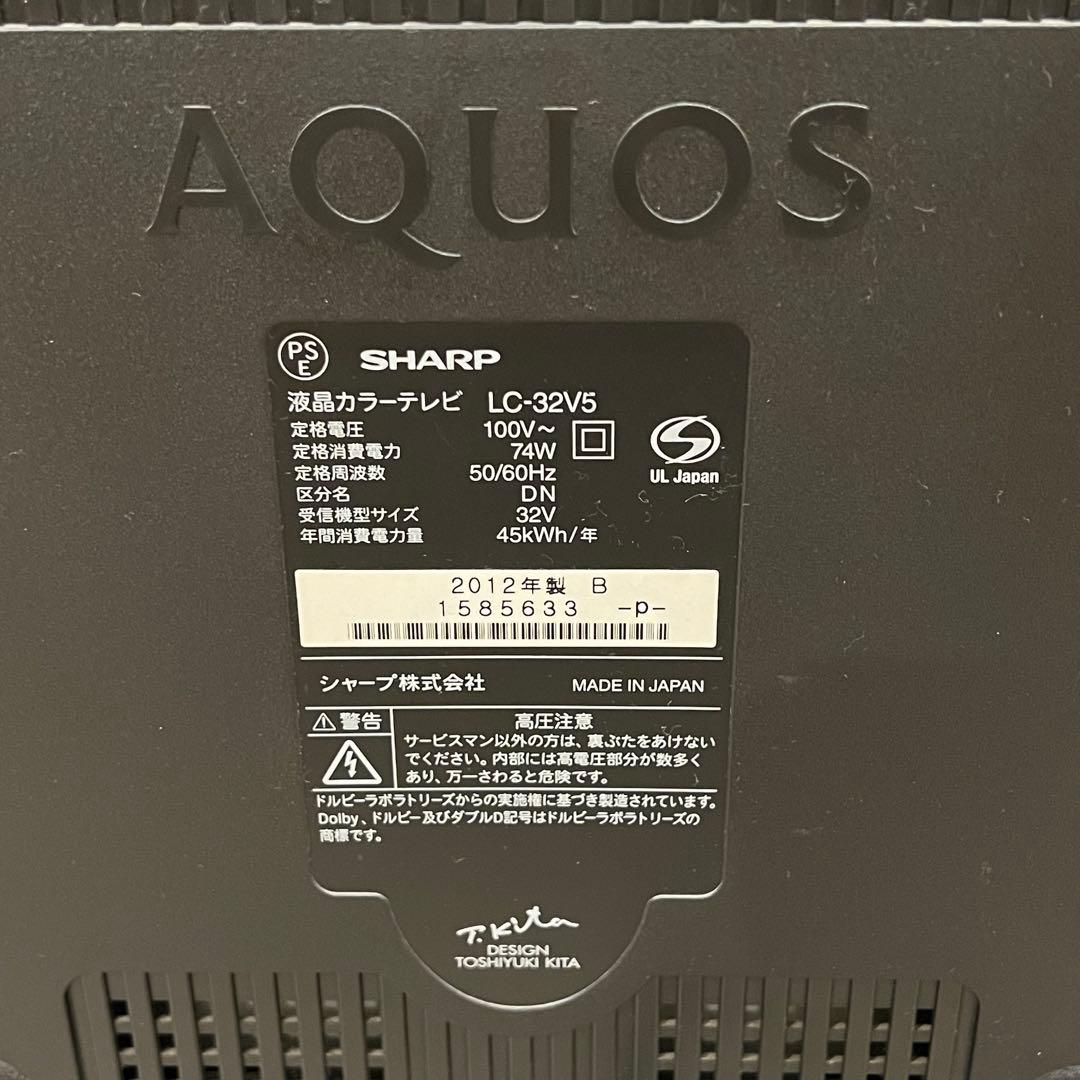 AQUOS
PS
E
SHARP
液晶カラーテレビ LC-32V5
定格電圧 100V~
定格消費電力 74W
定格周波数 50/60Hz
区分名 DN
受信機型サイズ 32V
年間消費電力量 45kWh/年
UL Japan
2012年製 B
1585633 -p-
シャープ株式会社 MADE IN JAPAN
警告
高圧注意
サービスマン以外の方は、裏ぶたをあけない
でください。内部には高電圧部分が数多く
あり、万一さわると危険です。
ドルビーラボラトリーズからの実施権に基づき製造されています。
Dolby、ドルビー及びダブルD記号はドルビーラボラトリーズの
商標です。
T.Kita
DESIGN
TOSHIYUKI KITA